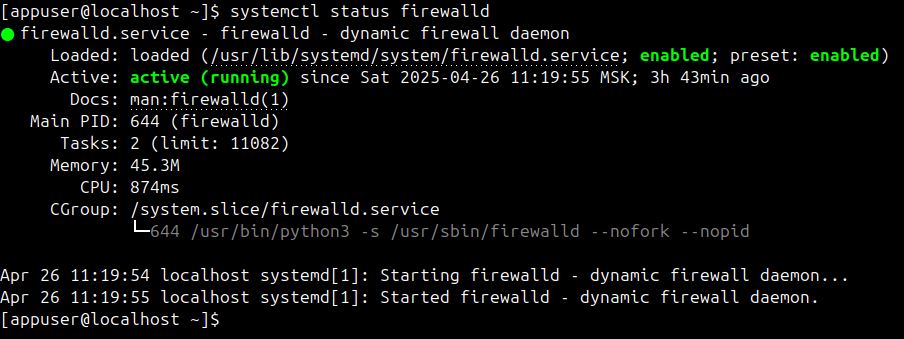 [appuser@localhost ~]$ systemctl status firewalld
● firewalld.service - firewalld - dynamic firewall daemon
     Loaded: loaded (/usr/lib/systemd/system/firewalld.service; enabled; preset: enabled)
     Active: active (running) since Sat 2025-04-26 11:19:55 MSK; 3h 43min ago
       Docs: man:firewalld(1)
   Main PID: 644 (firewalld)
      Tasks: 2 (limit: 11082)
     Memory: 45.3M
        CPU: 874ms
     CGroup: /system.slice/firewalld.service
             └─644 /usr/bin/python3 -s /usr/sbin/firewalld --nofork --nopid

Apr 26 11:19:54 localhost systemd[1]: Starting firewalld - dynamic firewall daemon...
Apr 26 11:19:55 localhost systemd[1]: Started firewalld - dynamic firewall daemon.
[appuser@localhost ~]$